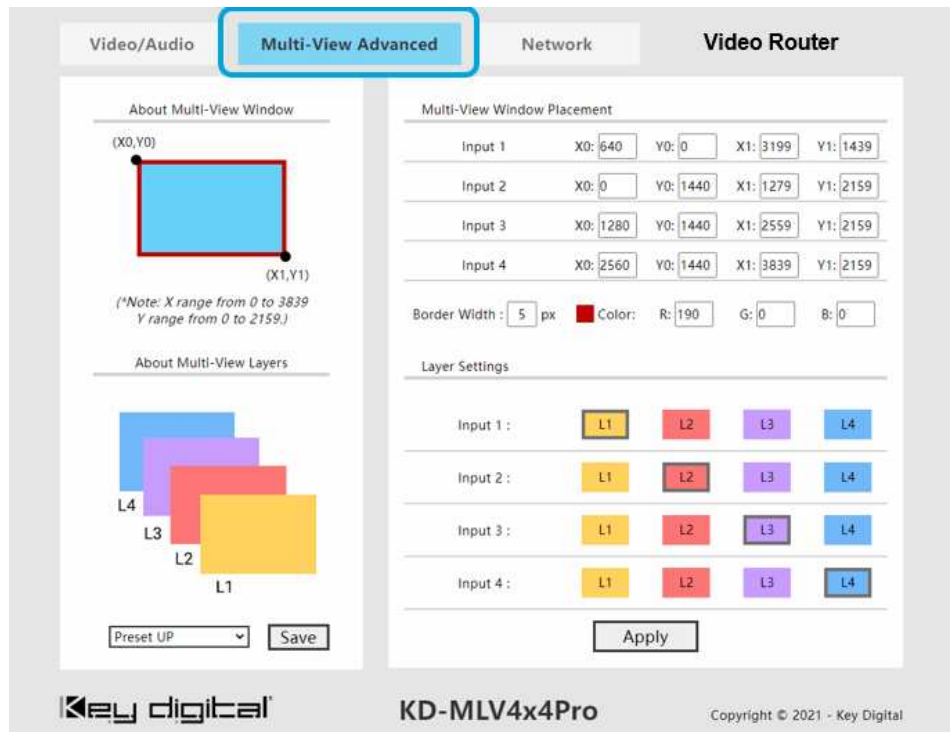 Video/Audio Multi-View Advanced Network Video Router
About Multi-View Window
(X0,Y0)
(X1,Y1)
(*Note: X range from 0 to 3839
Y range from 0 to 2159.)
About Multi-View Layers
L4
L3
L2
L1
Preset UP Save
Multi-View Window Placement
Input 1 X0: 640 Y0: 0 X1: 3199 Y1: 1439
Input 2 X0: 0 Y0: 1440 X1: 1279 Y1: 2159
Input 3 X0: 1280 Y0: 1440 X1: 2559 Y1: 2159
Input 4 X0: 2560 Y0: 1440 X1: 3839 Y1: 2159
Border Width : 5 px Color: R: 190 G: 0 B: 0
Layer Settings
Input 1 : L1 L2 L3 L4
Input 2 : L1 L2 L3 L4
Input 3 : L1 L2 L3 L4
Input 4 : L1 L2 L3 L4
Apply
Key digital KD-MLV4x4Pro Copyright © 2021 - Key Digital